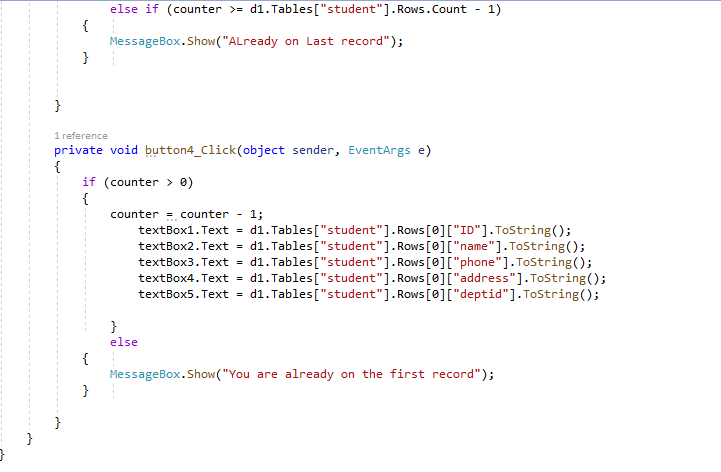 else if (counter >= d1.Tables["student"].Rows.Count - 1)
{
MessageBox.Show("ALready on Last record");
}
}
1 reference
private void button4_Click(object sender, EventArgs e)
{
if (counter > 0)
{
counter = counter - 1;
textBox1.Text = d1.Tables["student"].Rows[0]["ID"].ToString();
textBox2.Text = d1.Tables["student"].Rows[0]["name"].ToString();
textBox3.Text = d1.Tables["student"].Rows[0]["phone"].ToString();
textBox4.Text = d1.Tables["student"].Rows[0]["address"].ToString();
textBox5.Text = d1.Tables["student"].Rows[0]["deptid"].ToString();
}
else
{
MessageBox.Show("You are already on the first record");
}
}
}
}